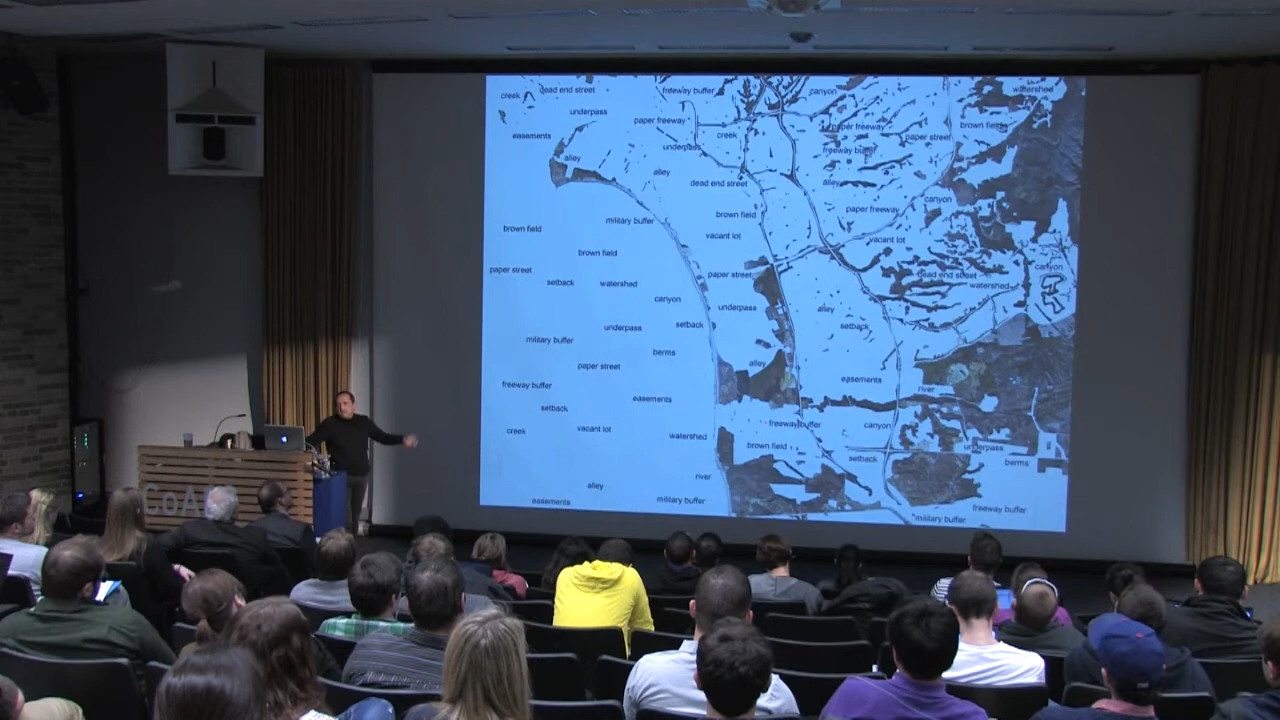 creek dead end street freeway buffer canyon watershed
underpass
paper freeway paper freeway brown field
easements creek paper street
underpass freeway buffer
alley
alley
dead end street alley
canyon
military buffer brown field paper freeway
brown field
vacant lot vacant lot
brown field
paper street paper street dead end street canyon
setback watershed watershed
canyon
underpass alley
underpass setback setback
military buffer
berms
paper street alley
freeway buffer easements
easements river
setback
creek vacant lot freeway buffer canyon
watershed
brown field underpass
setback berms
river
alley
easements military buffer
freeway buffer
military buffer
CoA